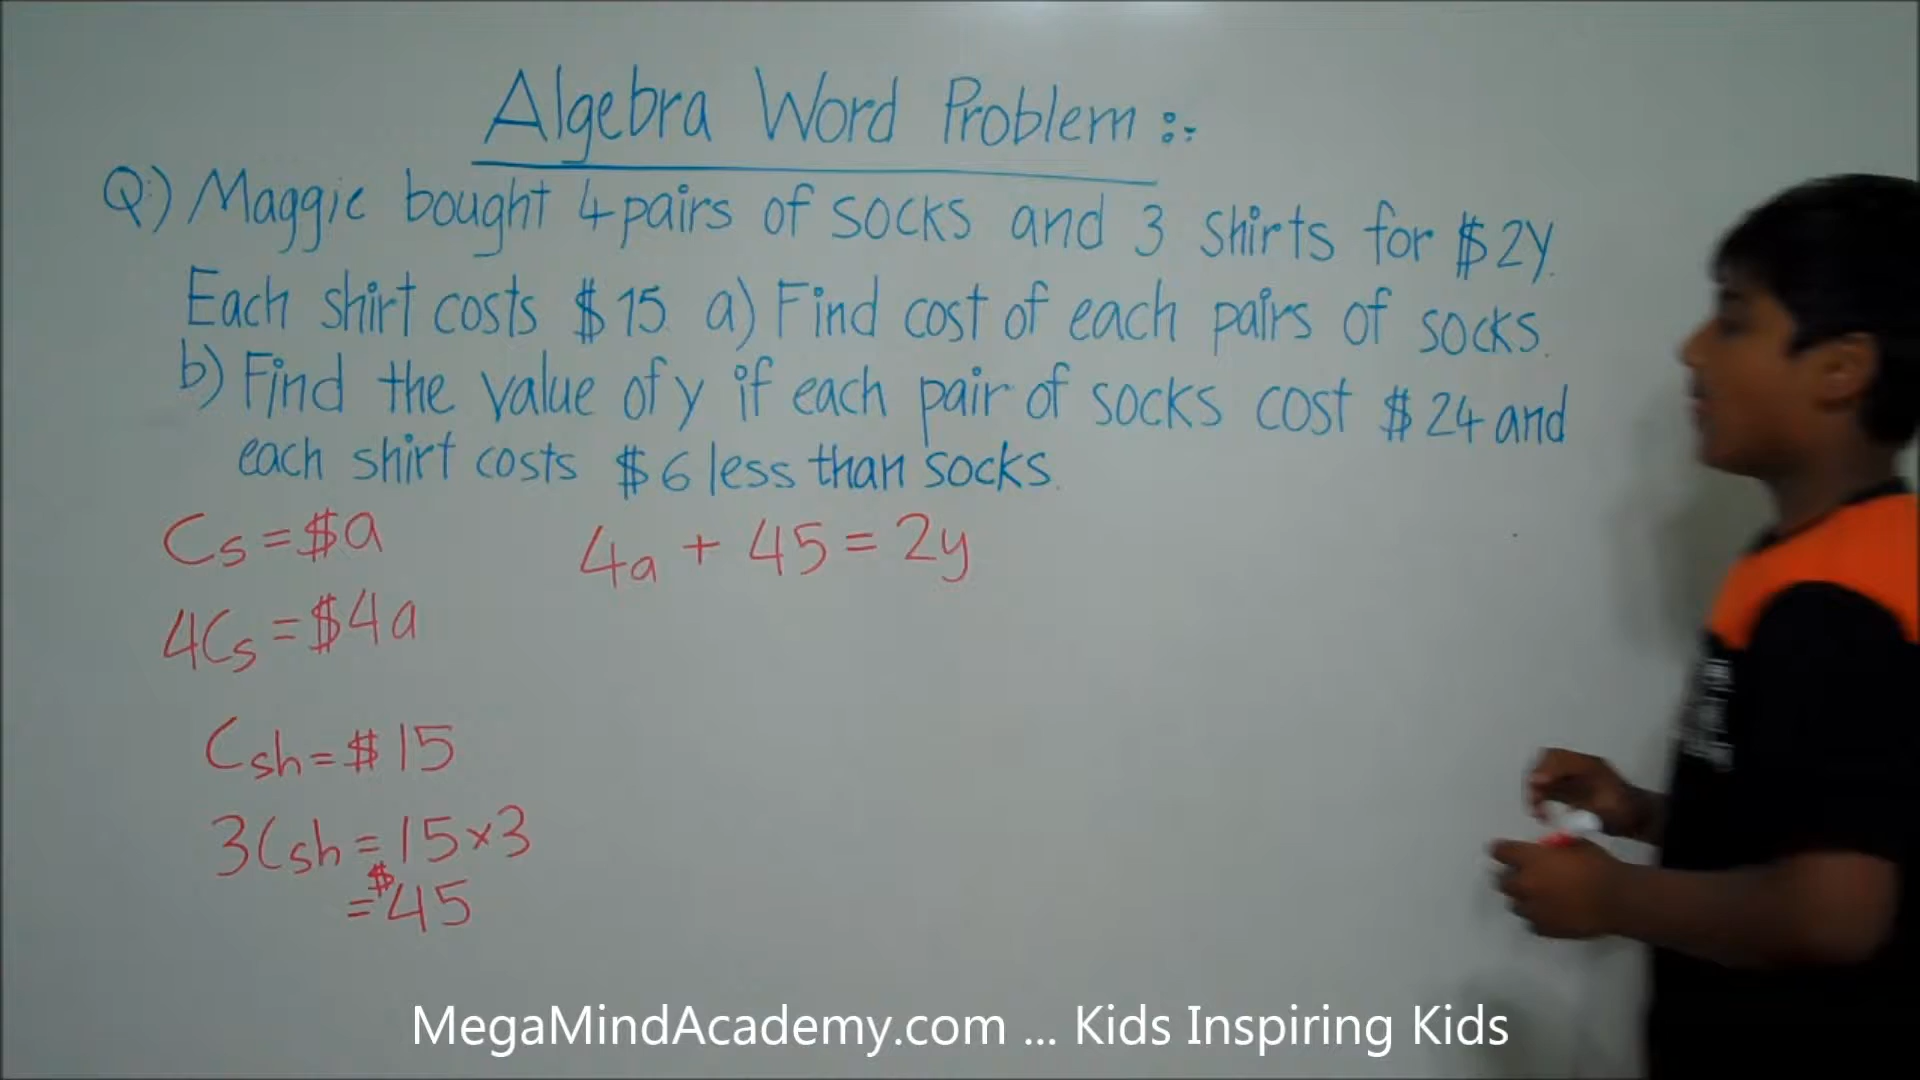 Algebra Word Problem :-
Q) Maggie bought 4 pairs of socks and 3 shirts for $2y.
Each shirt costs $15. a) Find cost of each pairs of socks.
b) Find the value of y if each pair of socks cost $24 and
each shirt costs $6 less than socks.
Cs = $a
4Cs = $4a
Csh = $15
3Csh = 15x3
= $45
4a + 45 = 2y
MegaMindAcademy.com ... Kids Inspiring Kids